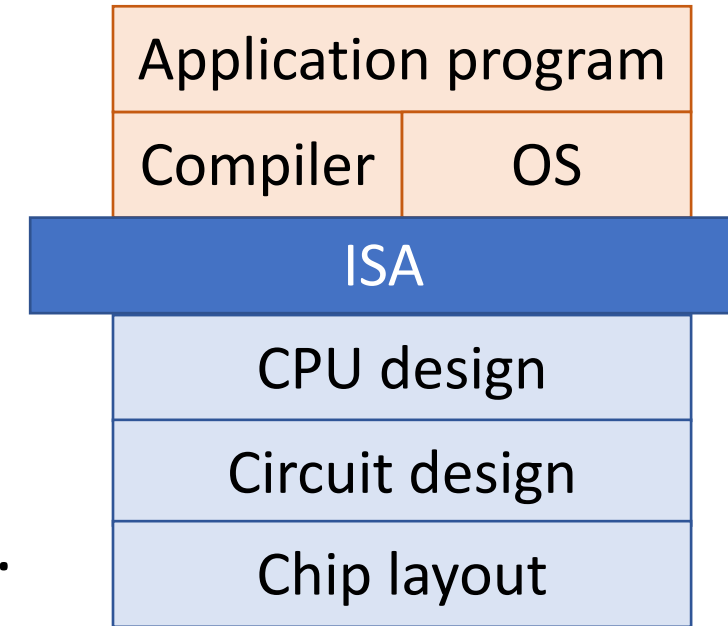 Application program
Compiler OS
ISA
CPU design
Circuit design
. Chip layout